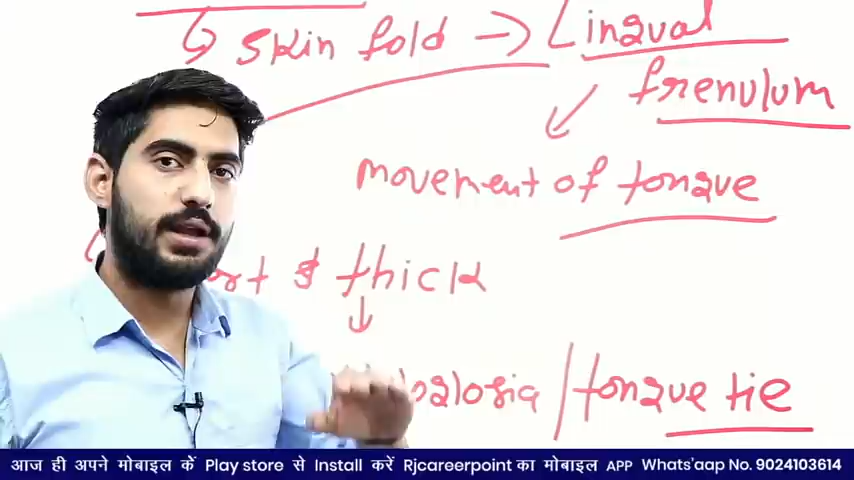 ↳ skin fold → Lingual
frenulum
movement of tongue
& thick
↓
tongue tie
आज ही अपने मोबाइल में Play store से Install करें Rjcareerpoint का मोबाइल APP Whats'aap No. 9024103614